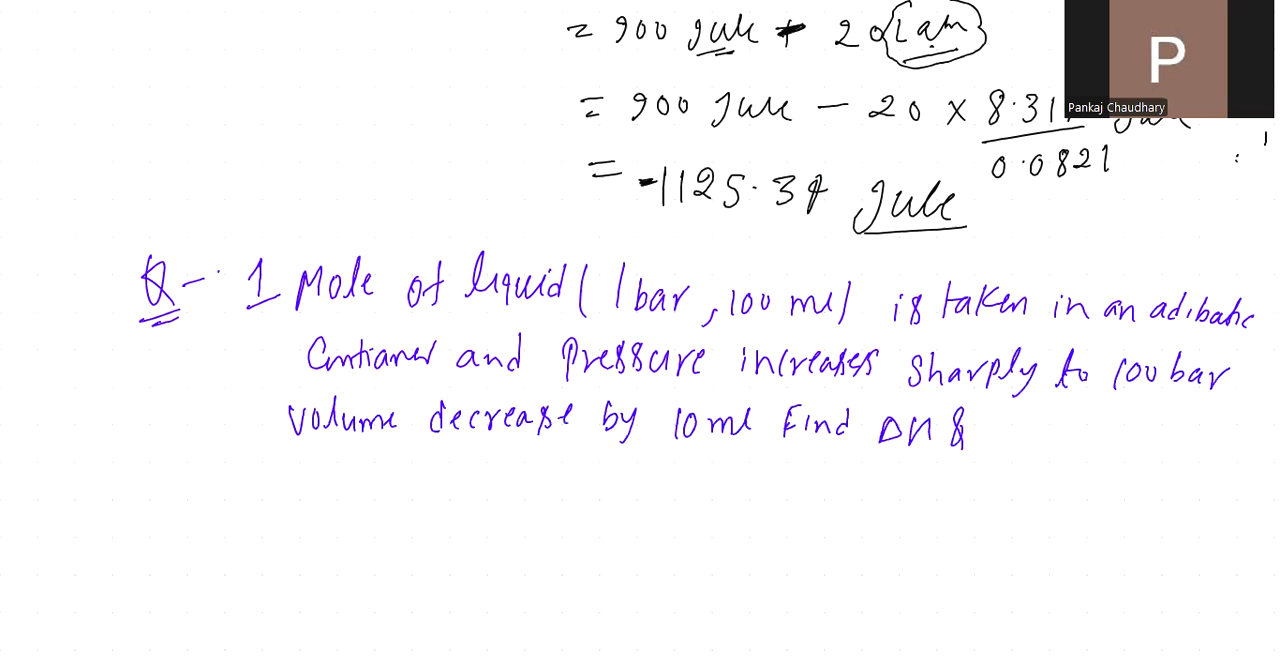 = 900 Jule + 20 {L atm}
P
= 900 Jule - 20 × 8.31
Pankaj Chaudhary
0.0821
= -1125.37 Jule
Q - 1 Mole of liquid ( 1 bar, 100 ml) is taken in an adibatic
Contianer and Pressure increases Sharply to 100 bar
volume decrease by 10 ml Find ΔH &